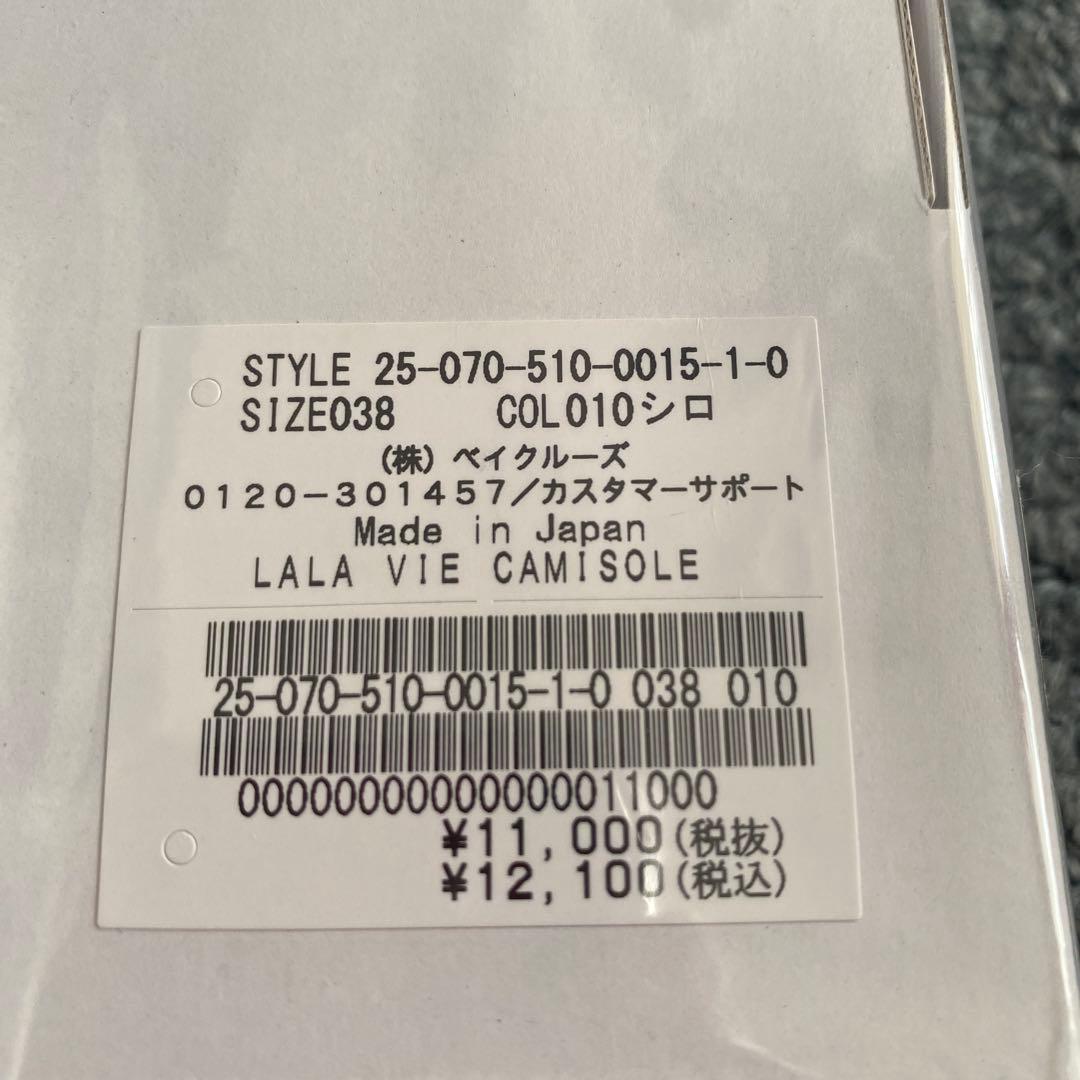 STYLE 25-070-510-0015-1-0
SIZE038 COL010シロ
(株) ベイクルーズ
0120-301457/カスタマーサポート
Made in Japan
LALA VIE CAMISOLE
25-070-510-0015-1-0 038 010
00000000000000011000
¥11,000(税抜)
¥12,100(税込)